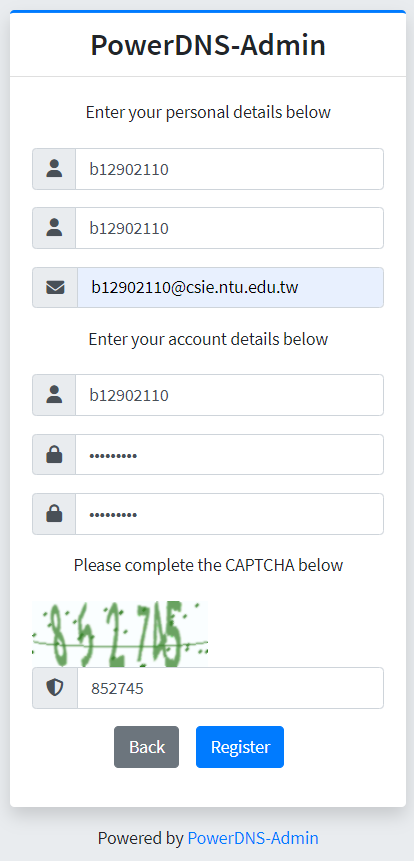 PowerDNS-Admin
Enter your personal details below
b12902110
b12902110
b12902110@csie.ntu.edu.tw
Enter your account details below
b12902110
•••••••••
•••••••••
Please complete the CAPTCHA below
852745
852745
Back
Register
Powered by PowerDNS-Admin